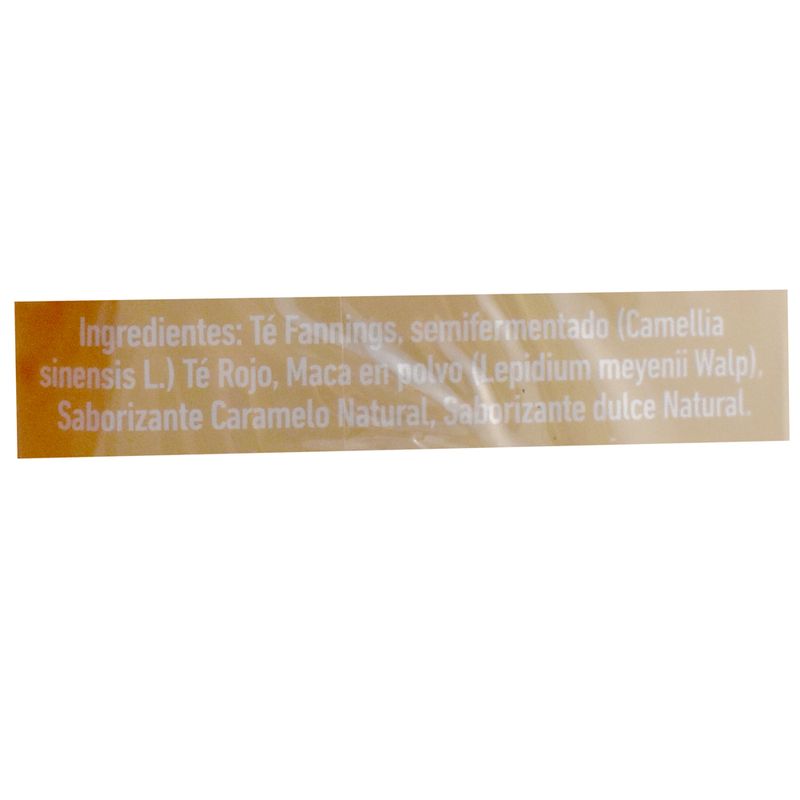 Ingredientes: Té Fannings, semifermentado (Camellia
sinensis L.) Té Rojo, Maca en polvo (Lepidium meyenii Walp),
Saborizante Caramelo Natural, Saborizante dulce Natural.